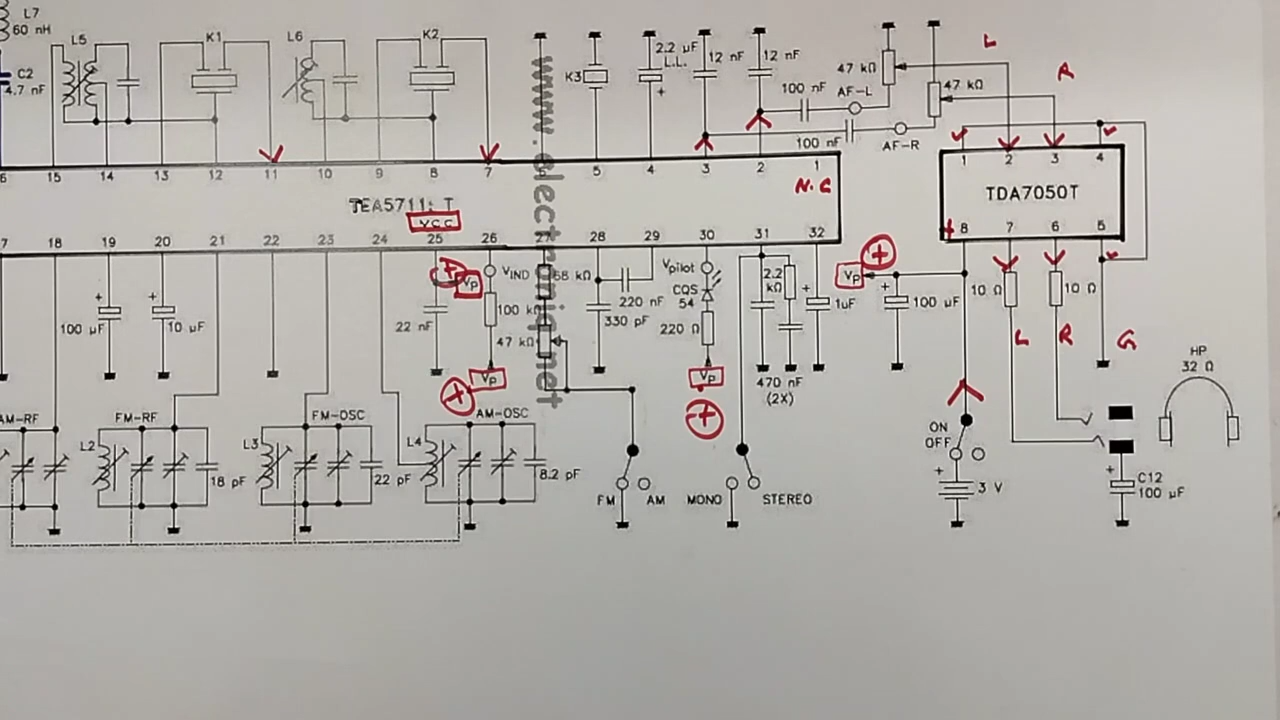 L7
60 nH
L5
K1
L6
K2
C2
4.7 nF
K3
2.2 µF
L.L.
+
12 nF
12 nF
47 kΩ
100 nF
AF-L
47 kΩ
100 nF
AF-R
L
R
6 15 14 13 12 11 10 9 8 7 6 5 4 3 2 1
N.C
TEA5711; T
VCC
7 18 19 20 21 22 23 24 25 26 27 28 29 30 31 32
1 2 3 4
TDA7050T
8 7 6 5
+
+
100 µF
+
10 µF
22 nF
+
Vp
VIND
100 kΩ
47 kΩ
68 kΩ
220 nF
330 pF
Vpilot
CQS
54
220 Ω
2.2
kΩ
+
1uF
Vp
+
+
100 µF
10 Ω
10 Ω
L
R
G
Vp
+
Vp
+
470 nF
(2X)
HP
32 Ω
AM-RF
FM-RF
FM-OSC
AM-OSC
L2
18 pF
L3
22 pF
L4
8.2 pF
FM
AM
MONO
STEREO
ON
OFF
+
3 V
+
C12
100 µF
www.electronique.net